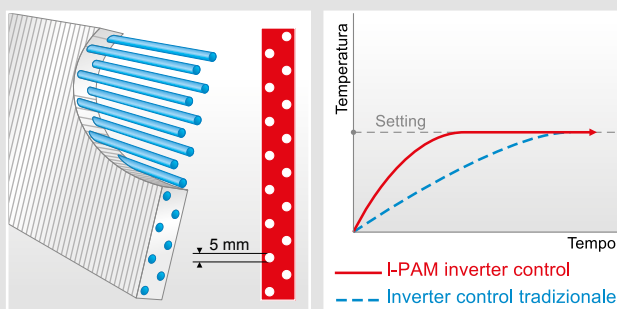 5 mm
Temperatura
Setting
Tempo
I-PAM inverter control
Inverter control tradizionale